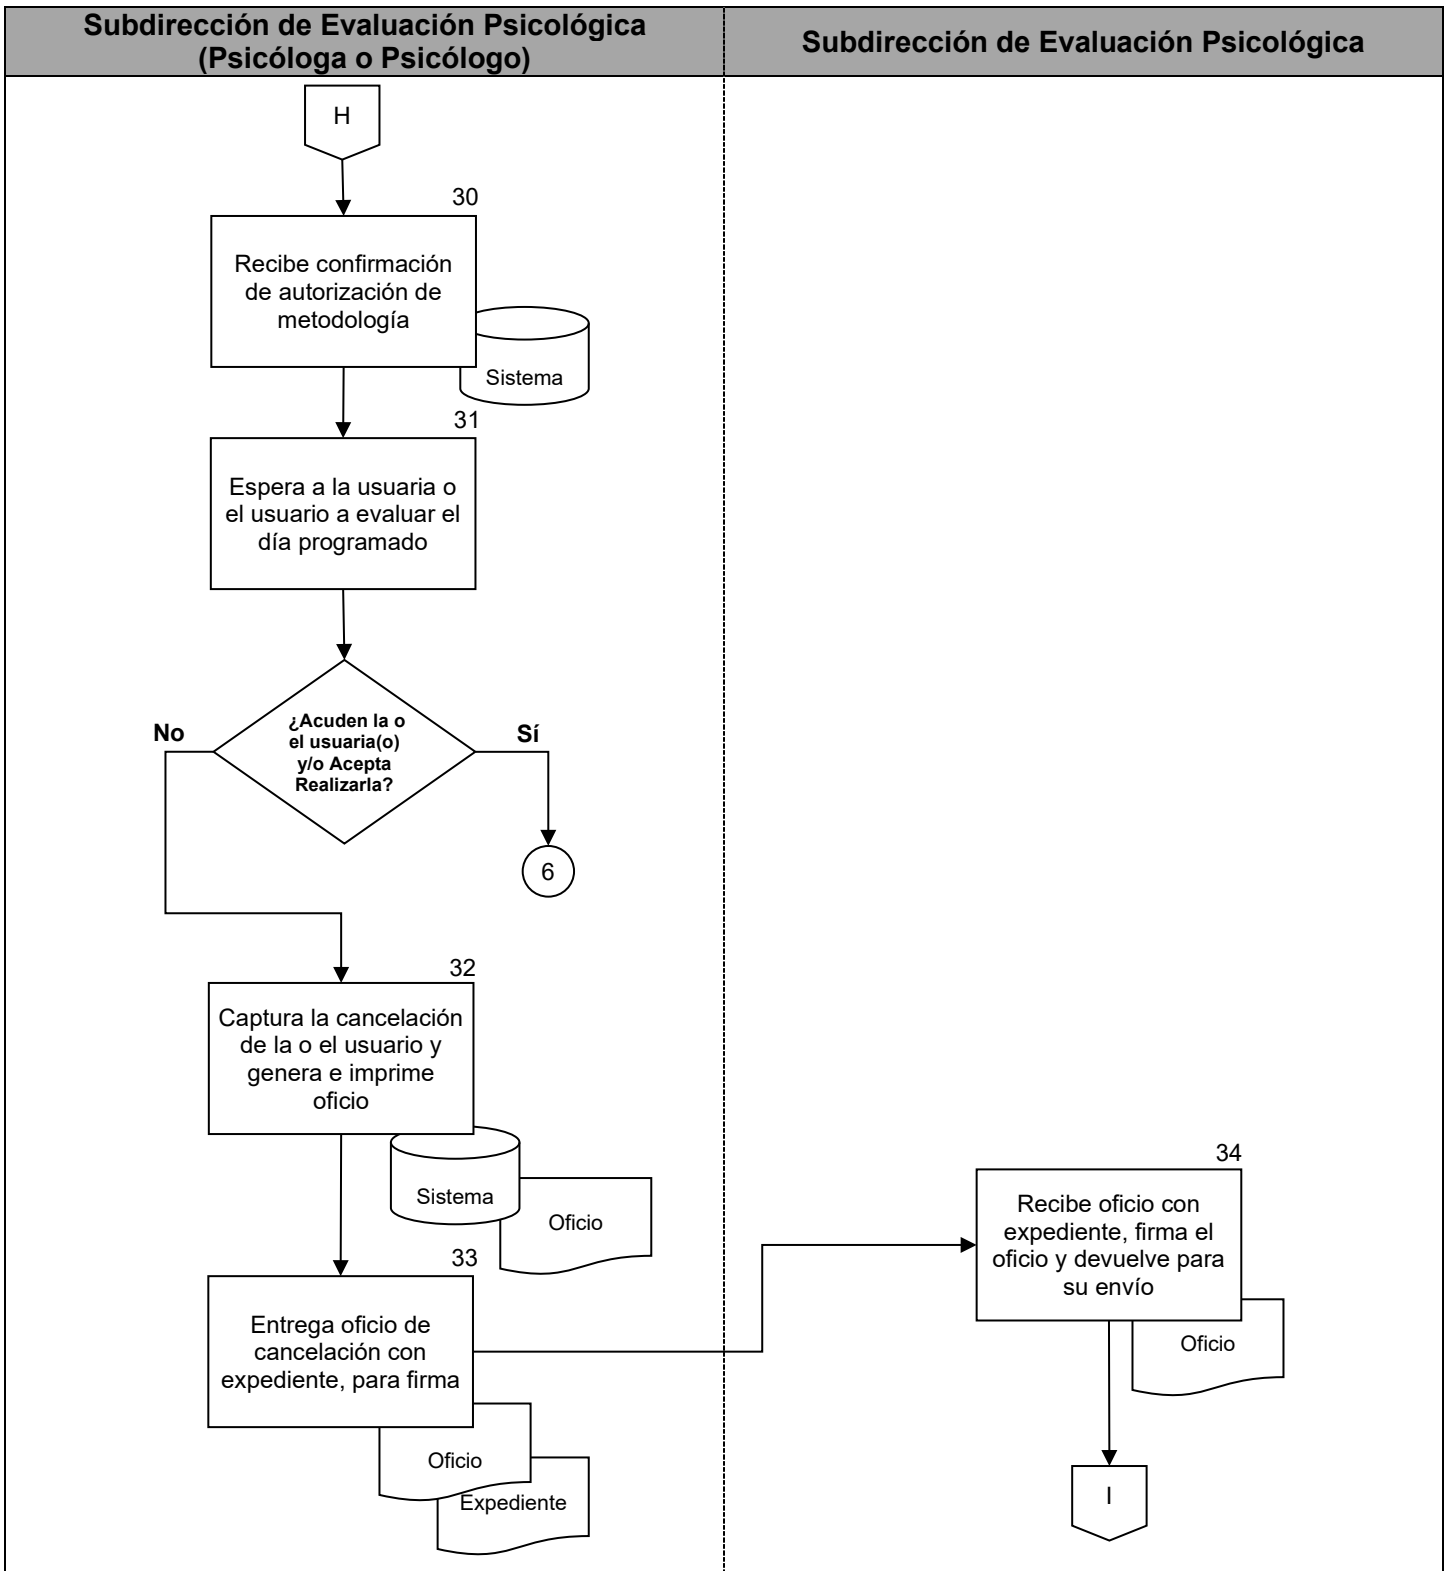 Subdirección de Evaluación Psicológica
(Psicóloga o Psicólogo)
Subdirección de Evaluación Psicológica
H
30
Recibe confirmación
de autorización de
metodología
Sistema
31
Espera a la usuaria o
el usuario a evaluar el
día programado
No
¿Acuden la o
el usuaria(o)
y/o Acepta
Realizarla?
Sí
6
32
Captura la cancelación
de la o el usuario y
genera e imprime
oficio
Sistema
Oficio
33
Entrega oficio de
cancelación con
expediente, para firma
Oficio
Expediente
34
Recibe oficio con
expediente, firma el
oficio y devuelve para
su envío
Oficio
I